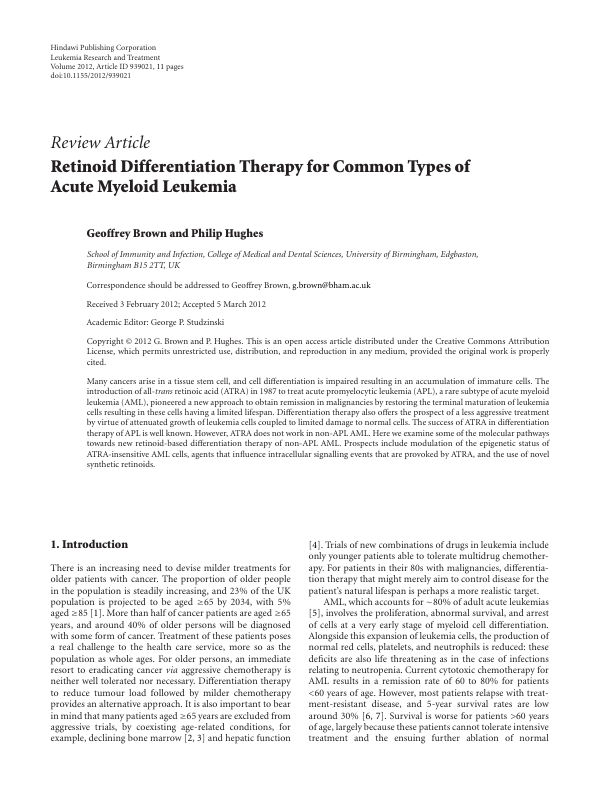 Hindawi Publishing Corporation
Leukemia Research and Treatment
Volume 2012, Article ID 939021, 11 pages
doi:10.1155/2012/939021
Review Article
Retinoid Differentiation Therapy for Common Types of
Acute Myeloid Leukemia
Geoffrey Brown and Philip Hughes
School of Immunity and Infection, College of Medical and Dental Sciences, University of Birmingham, Edgbaston,
Birmingham B15 2TT, UK
Correspondence should be addressed to Geoffrey Brown, g.brown@bham.ac.uk
Received 3 February 2012; Accepted 5 March 2012
Academic Editor: George P. Studzinski
Copyright © 2012 G. Brown and P. Hughes. This is an open access article distributed under the Creative Commons Attribution
License, which permits unrestricted use, distribution, and reproduction in any medium, provided the original work is properly
cited.
Many cancers arise in a tissue stem cell, and cell differentiation is impaired resulting in an accumulation of immature cells. The
introduction of all-trans retinoic acid (ATRA) in 1987 to treat acute promyelocytic leukemia (APL), a rare subtype of acute myeloid
leukemia (AML), pioneered a new approach to obtain remission in malignancies by restoring the terminal maturation of leukemia
cells resulting in these cells having a limited lifespan. Differentiation therapy also offers the prospect of a less aggressive treatment
by virtue of attenuated growth of leukemia cells coupled to limited damage to normal cells. The success of ATRA in differentiation
therapy of APL is well known. However, ATRA does not work in non-APL AML. Here we examine some of the molecular pathways
towards new retinoid-based differentiation therapy of non-APL AML. Prospects include modulation of the epigenetic status of
ATRA-insensitive AML cells, agents that influence intracellular signalling events that are provoked by ATRA, and the use of novel
synthetic retinoids.
1. Introduction
There is an increasing need to devise milder treatments for
older patients with cancer. The proportion of older people
in the population is steadily increasing, and 23% of the UK
population is projected to be aged ≥65 by 2034, with 5%
aged ≥85 [1]. More than half of cancer patients are aged ≥65
years, and around 40% of older persons will be diagnosed
with some form of cancer. Treatment of these patients poses
a real challenge to the health care service, more so as the
population as whole ages. For older persons, an immediate
resort to eradicating cancer via aggressive chemotherapy is
neither well tolerated nor necessary. Differentiation therapy
to reduce tumour load followed by milder chemotherapy
provides an alternative approach. It is also important to bear
in mind that many patients aged ≥65 years are excluded from
aggressive trials, by coexisting age-related conditions, for
example, declining bone marrow [2, 3] and hepatic function
[4]. Trials of new combinations of drugs in leukemia include
only younger patients able to tolerate multidrug chemother-
apy. For patients in their 80s with malignancies, differentia-
tion therapy that might merely aim to control disease for the
patient's natural lifespan is perhaps a more realistic target.
AML, which accounts for ∼80% of adult acute leukemias
[5], involves the proliferation, abnormal survival, and arrest
of cells at a very early stage of myeloid cell differentiation.
Alongside this expansion of leukemia cells, the production of
normal red cells, platelets, and neutrophils is reduced: these
deficits are also life threatening as in the case of infections
relating to neutropenia. Current cytotoxic chemotherapy for
AML results in a remission rate of 60 to 80% for patients
<60 years of age. However, most patients relapse with treat-
ment-resistant disease, and 5-year survival rates are low
around 30% [6, 7]. Survival is worse for patients >60 years
of age, largely because these patients cannot tolerate intensive
treatment and the ensuing further ablation of normal